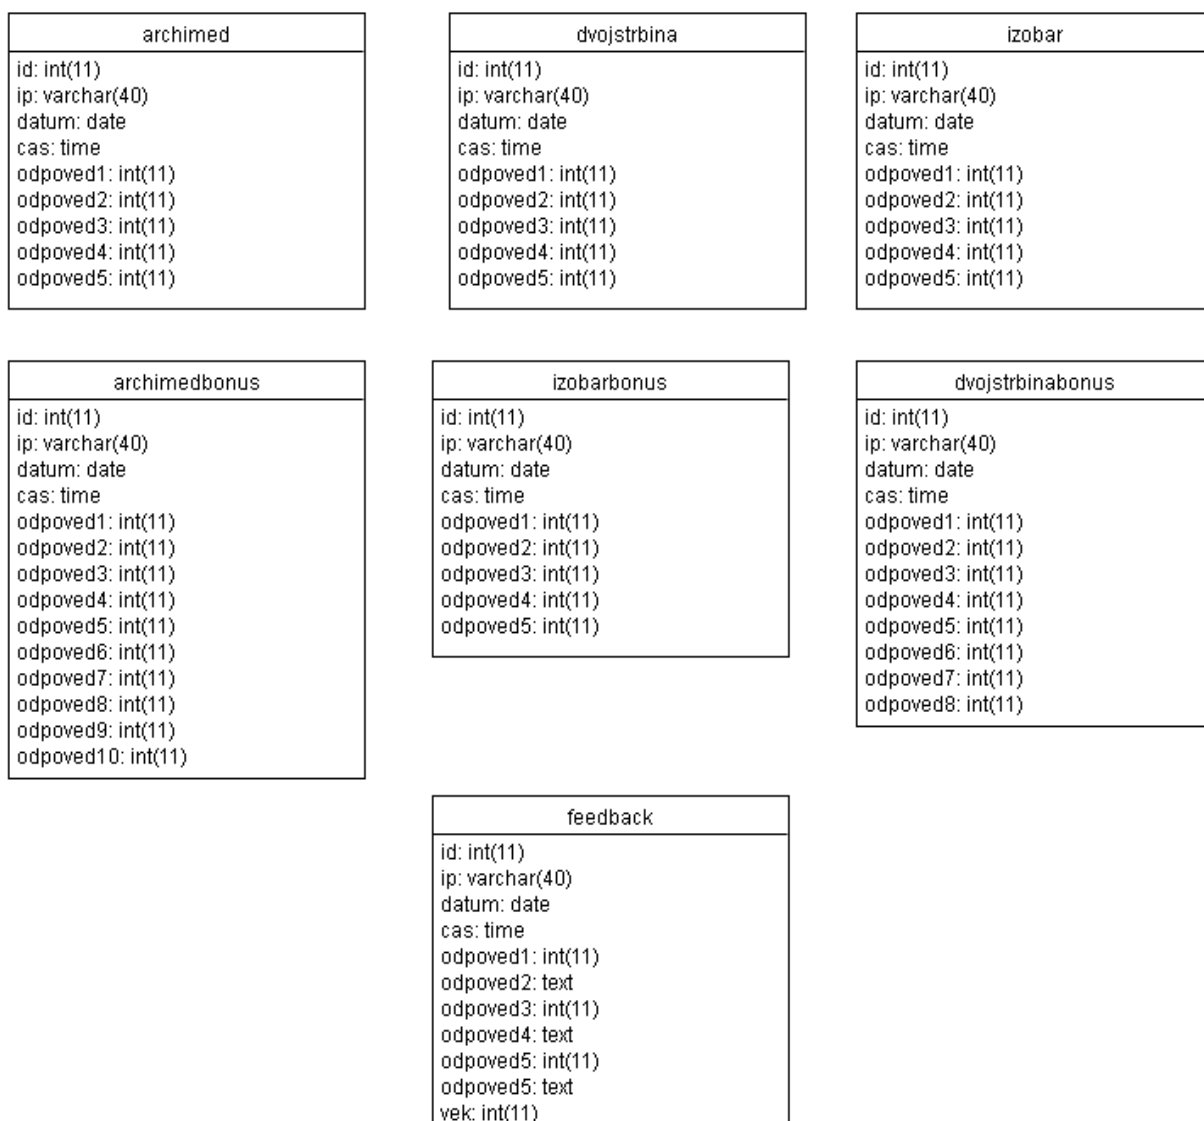 archimed
id: int(11)
ip: varchar(40)
datum: date
cas: time
odpoved1: int(11)
odpoved2: int(11)
odpoved3: int(11)
odpoved4: int(11)
odpoved5: int(11)
dvojstrbina
id: int(11)
ip: varchar(40)
datum: date
cas: time
odpoved1: int(11)
odpoved2: int(11)
odpoved3: int(11)
odpoved4: int(11)
odpoved5: int(11)
izobar
id: int(11)
ip: varchar(40)
datum: date
cas: time
odpoved1: int(11)
odpoved2: int(11)
odpoved3: int(11)
odpoved4: int(11)
odpoved5: int(11)
archimedbonus
id: int(11)
ip: varchar(40)
datum: date
cas: time
odpoved1: int(11)
odpoved2: int(11)
odpoved3: int(11)
odpoved4: int(11)
odpoved5: int(11)
odpoved6: int(11)
odpoved7: int(11)
odpoved8: int(11)
odpoved9: int(11)
odpoved10: int(11)
izobarbonus
id: int(11)
ip: varchar(40)
datum: date
cas: time
odpoved1: int(11)
odpoved2: int(11)
odpoved3: int(11)
odpoved4: int(11)
odpoved5: int(11)
dvojstrbinabonus
id: int(11)
ip: varchar(40)
datum: date
cas: time
odpoved1: int(11)
odpoved2: int(11)
odpoved3: int(11)
odpoved4: int(11)
odpoved5: int(11)
odpoved6: int(11)
odpoved7: int(11)
odpoved8: int(11)
feedback
id: int(11)
ip: varchar(40)
datum: date
cas: time
odpoved1: int(11)
odpoved2: text
odpoved3: int(11)
odpoved4: text
odpoved5: int(11)
odpoved5: text
vek: int(11)